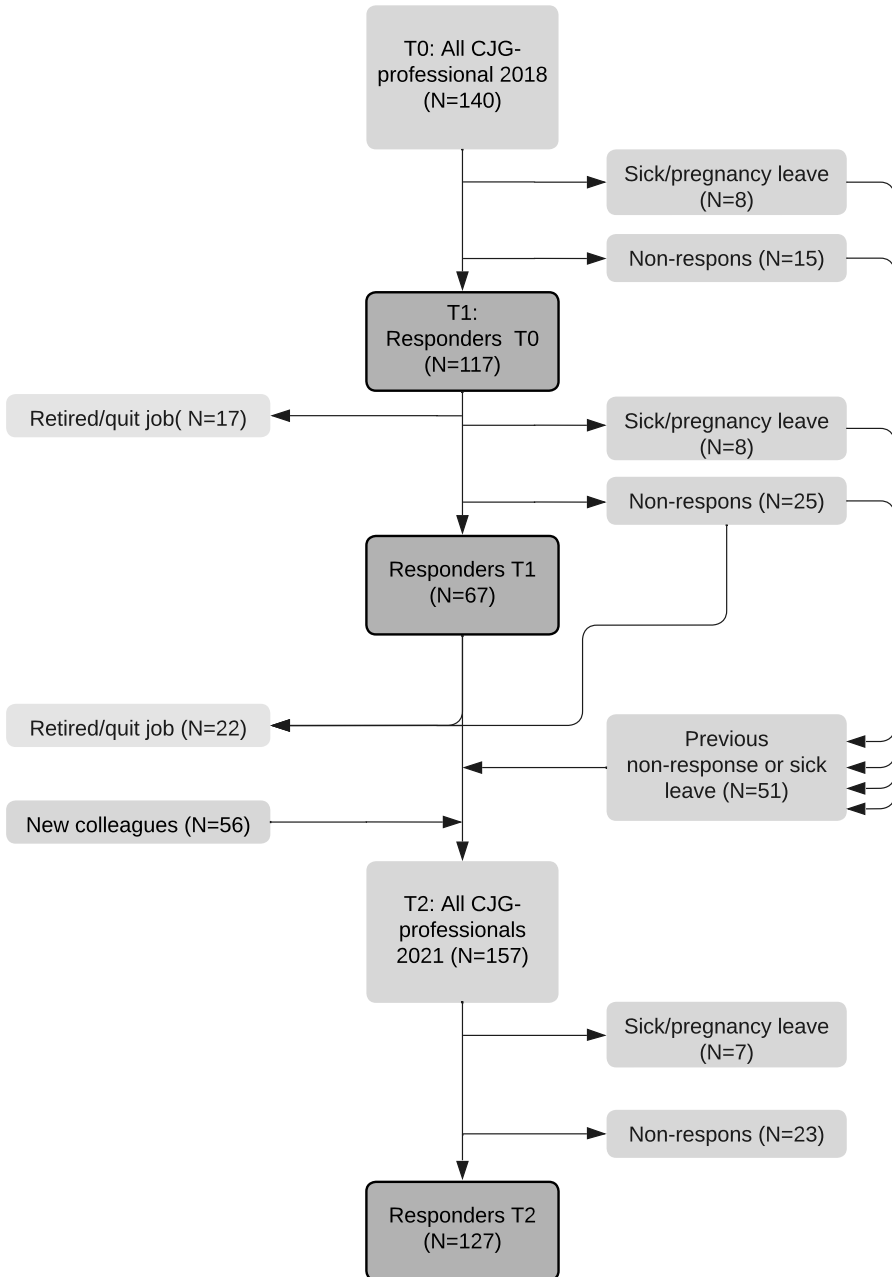 T0: All CJG-
professional 2018
(N=140)
Sick/pregnancy leave
(N=8)
Non-respons (N=15)
T1:
Responders  T0
(N=117)
Retired/quit job( N=17)
Sick/pregnancy leave
(N=8)
Non-respons (N=25)
Responders T1
(N=67)
Retired/quit job (N=22)
Previous
non-response or sick
leave (N=51)
New colleagues (N=56)
T2: All CJG-
professionals
2021 (N=157)
Sick/pregnancy leave
(N=7)
Non-respons (N=23)
Responders T2
(N=127)